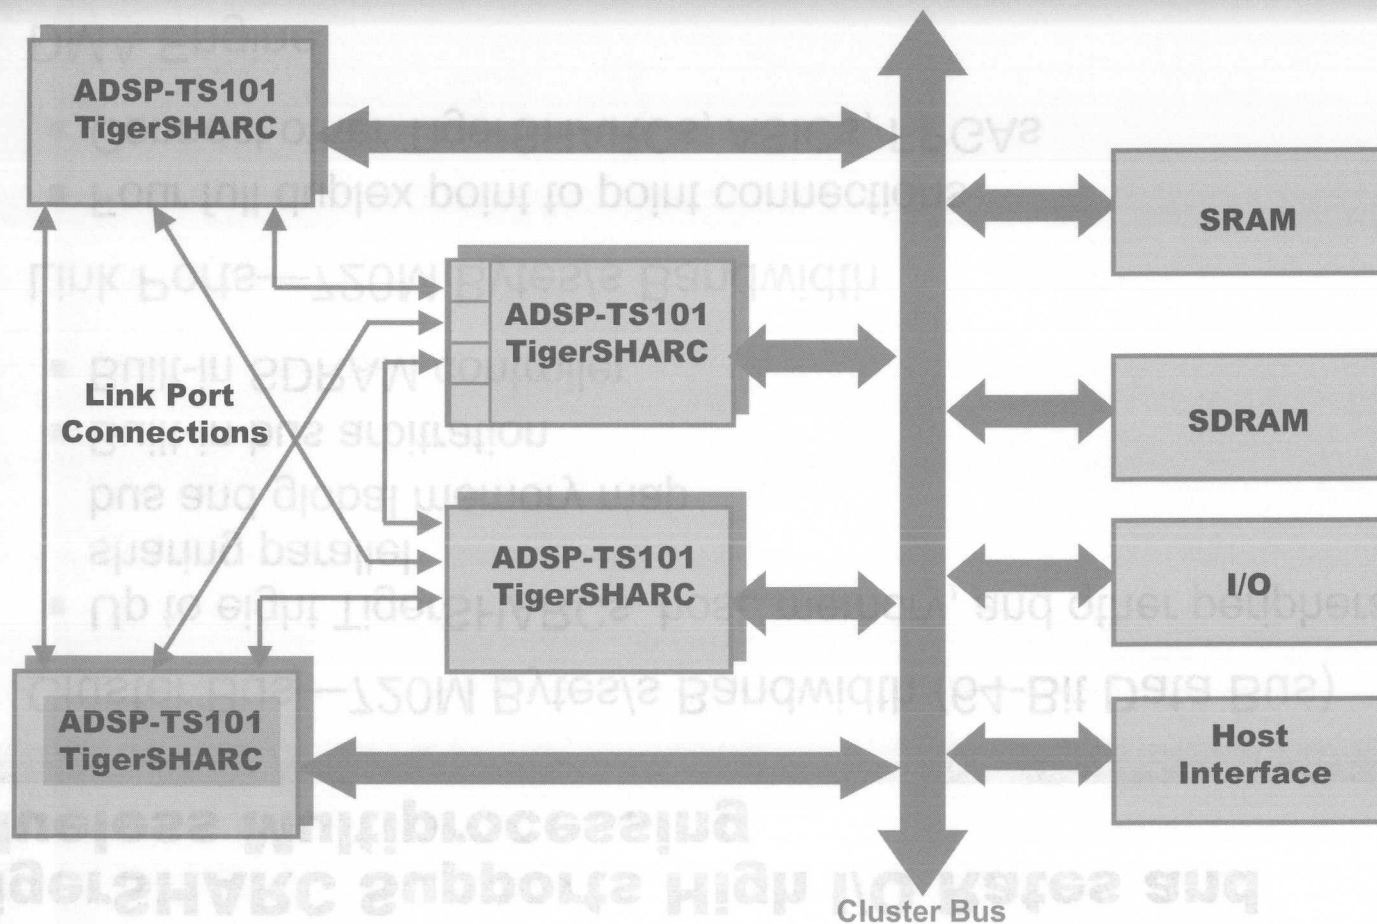 ADSP-TS101
TigerSHARC
SRAM
ADSP-TS101
TigerSHARC
Link Port
Connections
SDRAM
ADSP-TS101
TigerSHARC
I/O
ADSP-TS101
TigerSHARC
Host
Interface
Cluster Bus